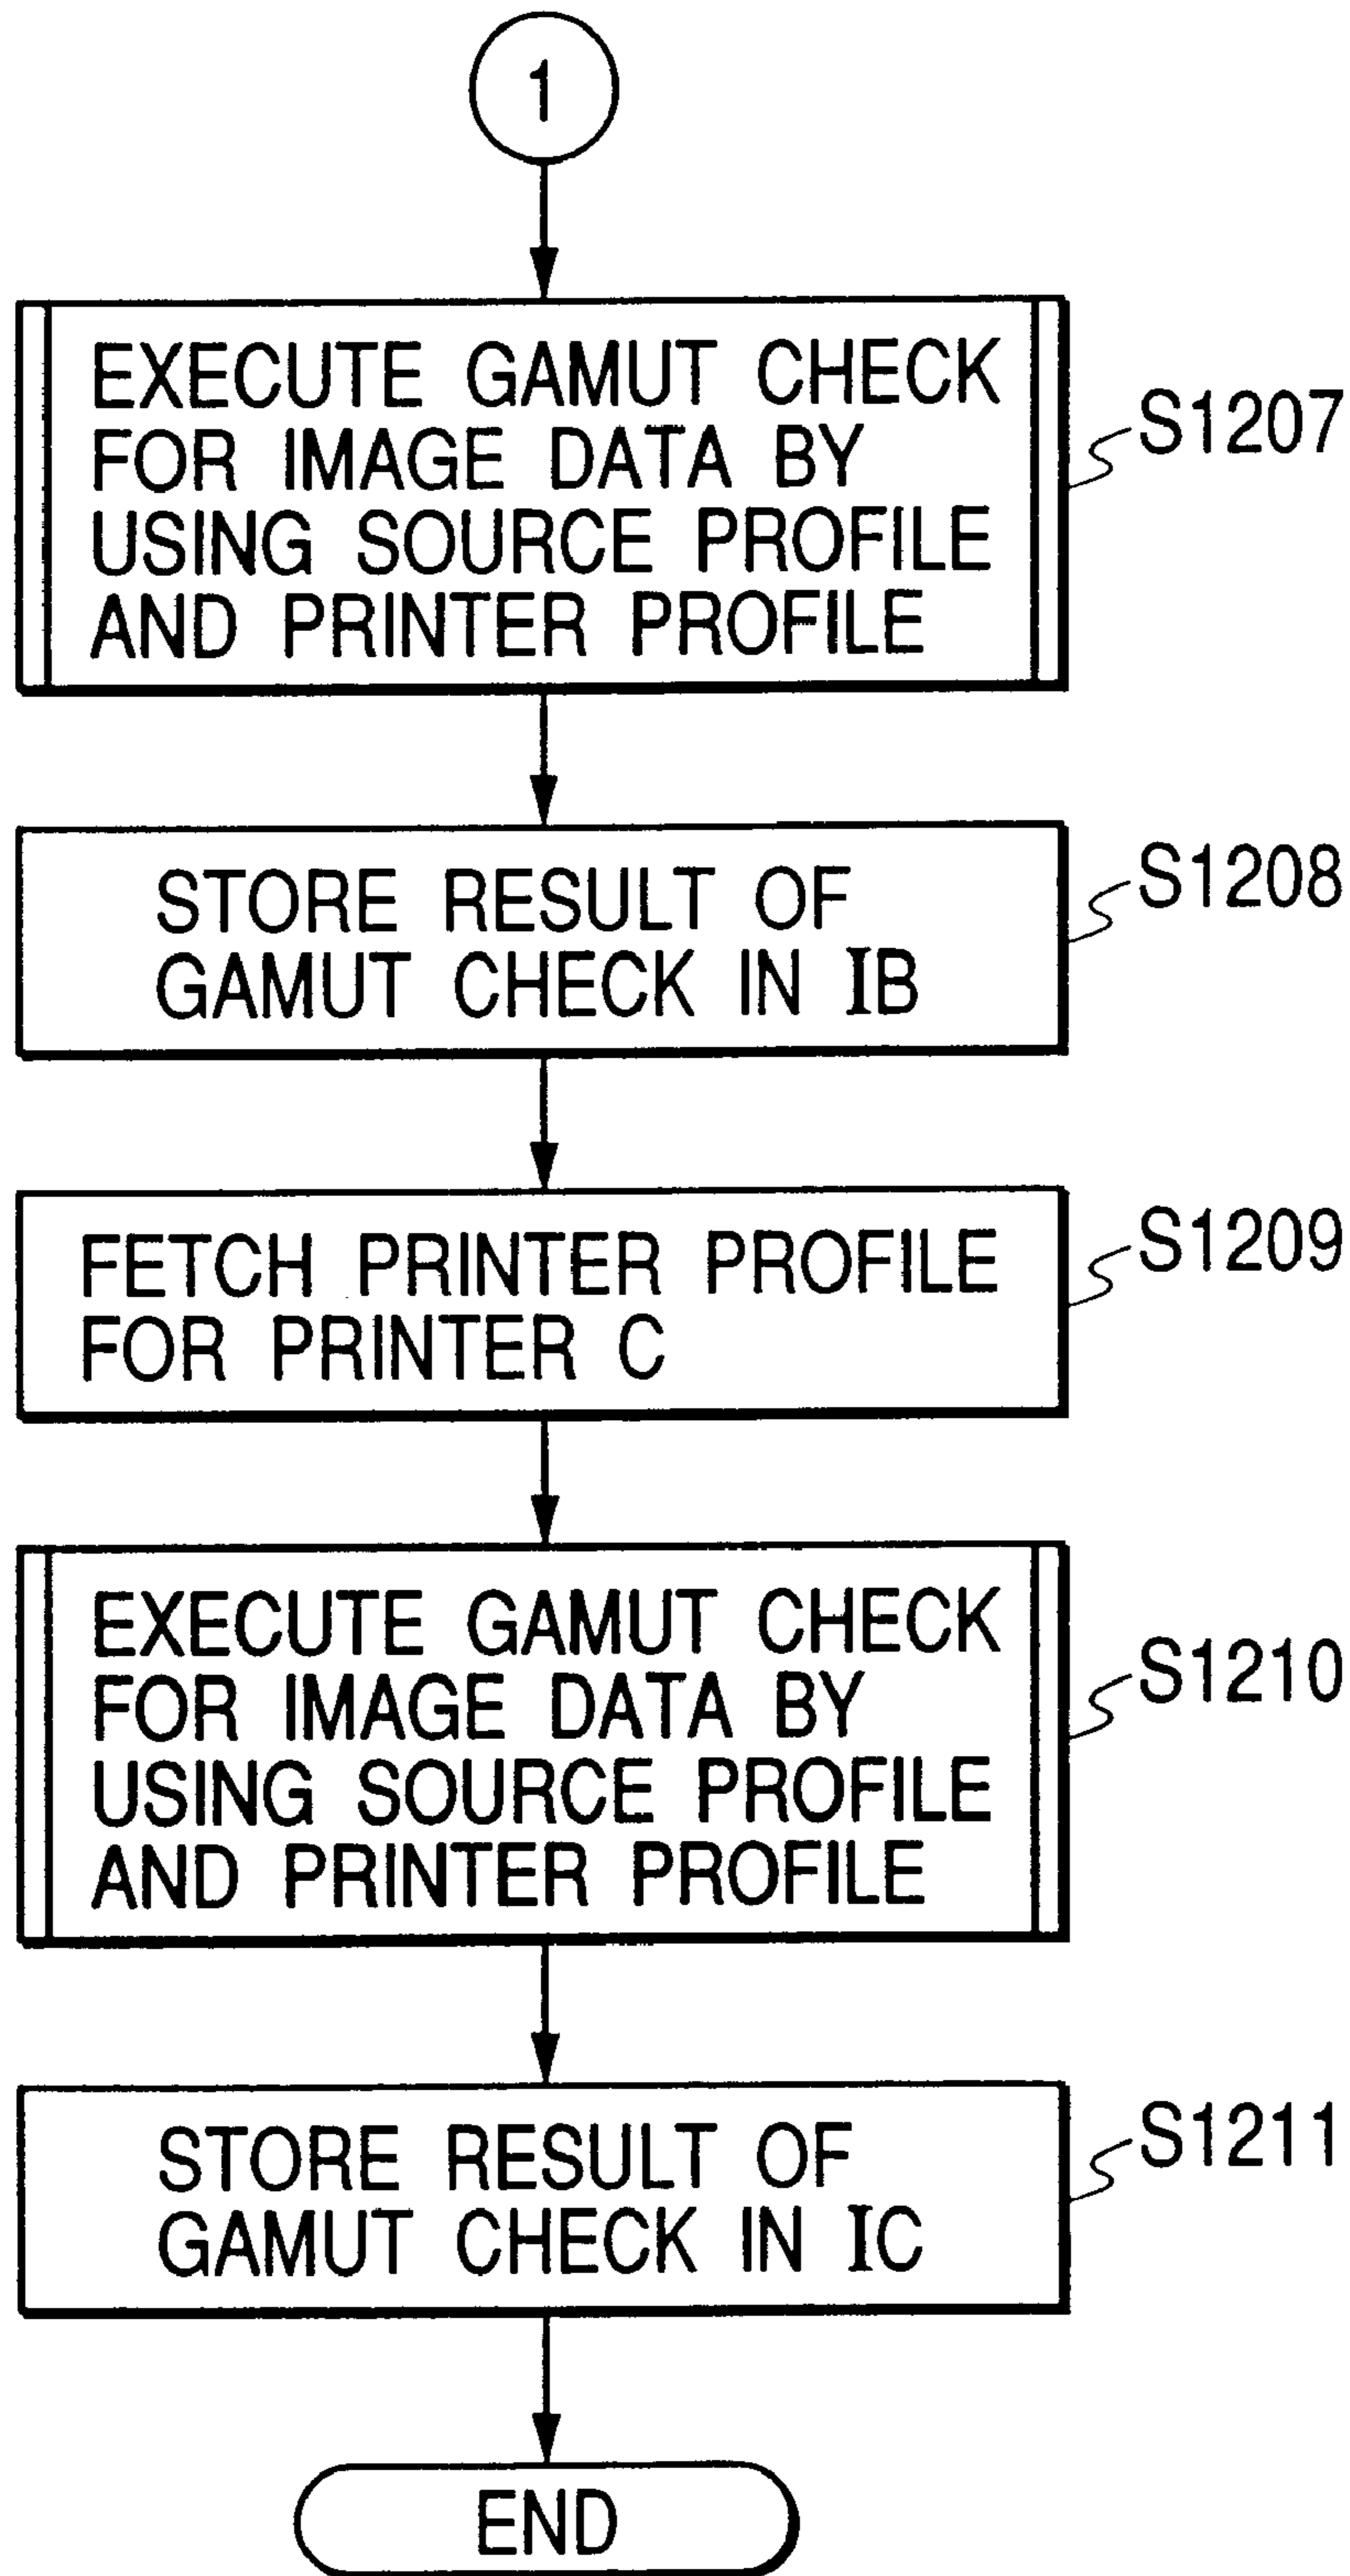 1
EXECUTE GAMUT CHECK
FOR IMAGE DATA BY
USING SOURCE PROFILE
AND PRINTER PROFILE
S1207
STORE RESULT OF
GAMUT CHECK IN IB
S1208
FETCH PRINTER PROFILE
FOR PRINTER C
S1209
EXECUTE GAMUT CHECK
FOR IMAGE DATA BY
USING SOURCE PROFILE
AND PRINTER PROFILE
S1210
STORE RESULT OF
GAMUT CHECK IN IC
S1211
END